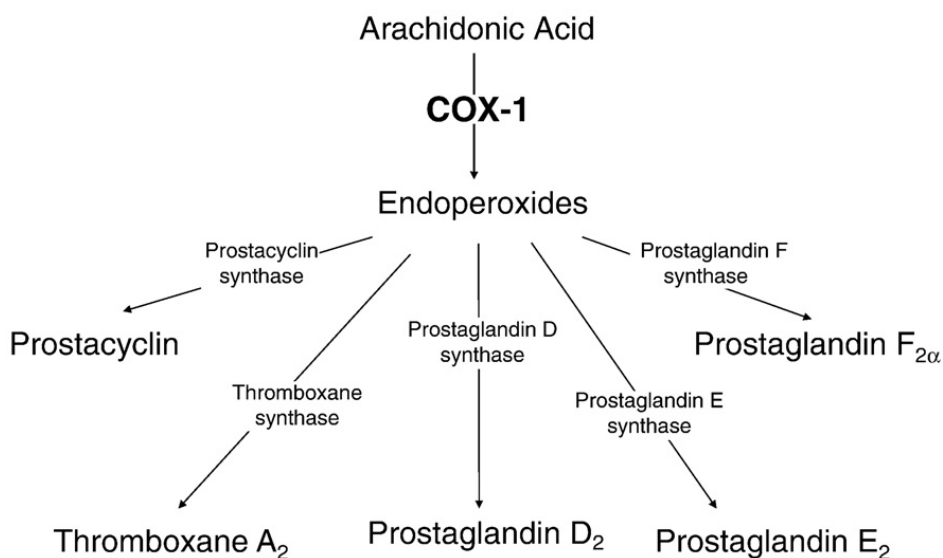 Arachidonic Acid
COX-1
Endoperoxides
Prostacyclin
synthase
Prostaglandin F
synthase
Prostacyclin
Prostaglandin D
synthase
Prostaglandin F₂α
Thromboxane
synthase
Prostaglandin E
synthase
Thromboxane A₂
Prostaglandin D₂
Prostaglandin E₂